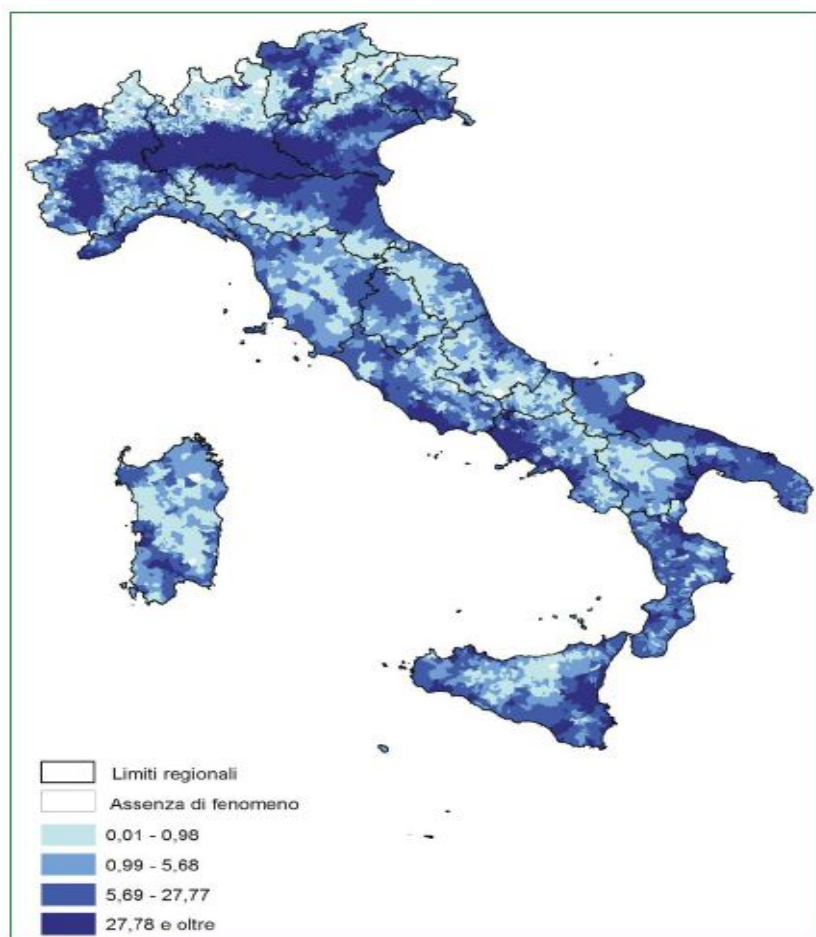 Limiti regionali
Assenza di fenomeno
0,01 - 0,98
0,99 - 5,68
5,69 - 27,77
27,78 e oltre